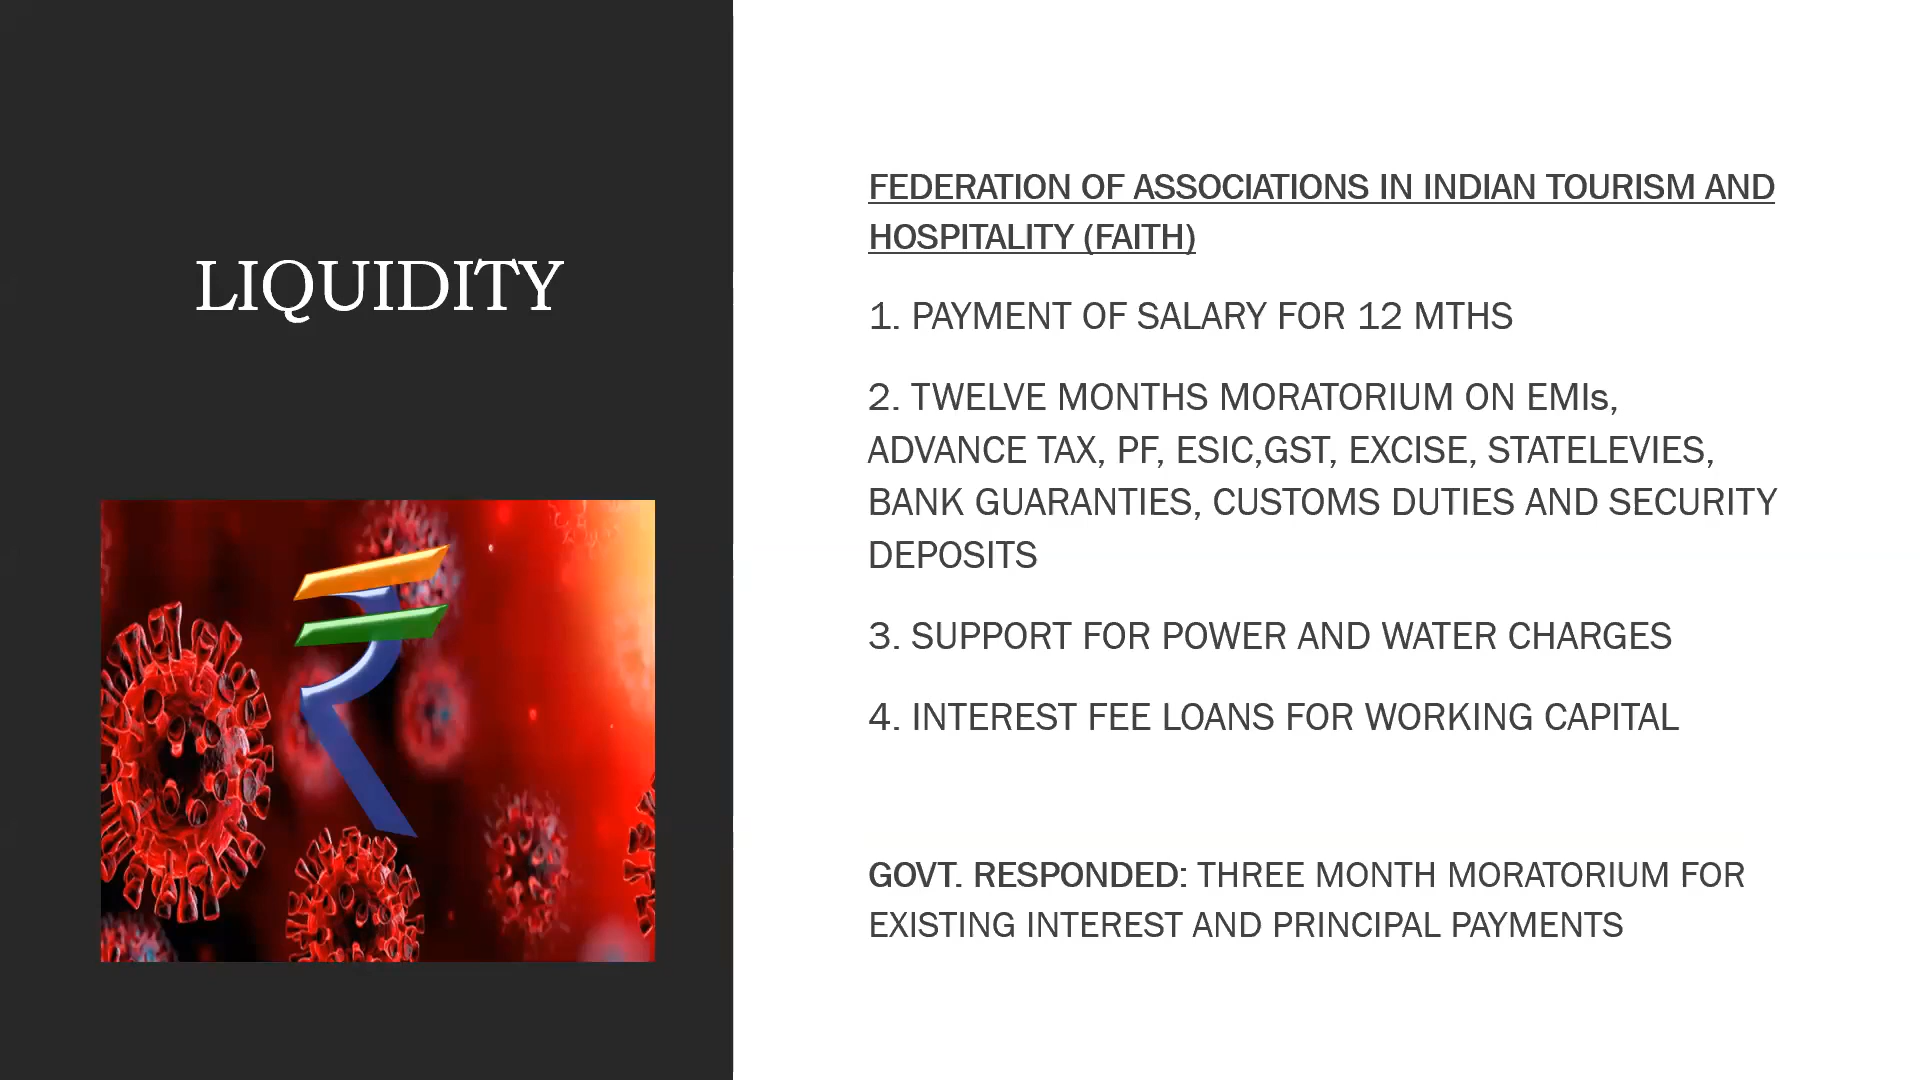 LIQUIDITY
FEDERATION OF ASSOCIATIONS IN INDIAN TOURISM AND
HOSPITALITY (FAITH)
1. PAYMENT OF SALARY FOR 12 MTHS
2. TWELVE MONTHS MORATORIUM ON EMIs,
ADVANCE TAX, PF, ESIC,GST, EXCISE, STATELEVIES,
BANK GUARANTIES, CUSTOMS DUTIES AND SECURITY
DEPOSITS
3. SUPPORT FOR POWER AND WATER CHARGES
4. INTEREST FEE LOANS FOR WORKING CAPITAL
GOVT. RESPONDED: THREE MONTH MORATORIUM FOR
EXISTING INTEREST AND PRINCIPAL PAYMENTS